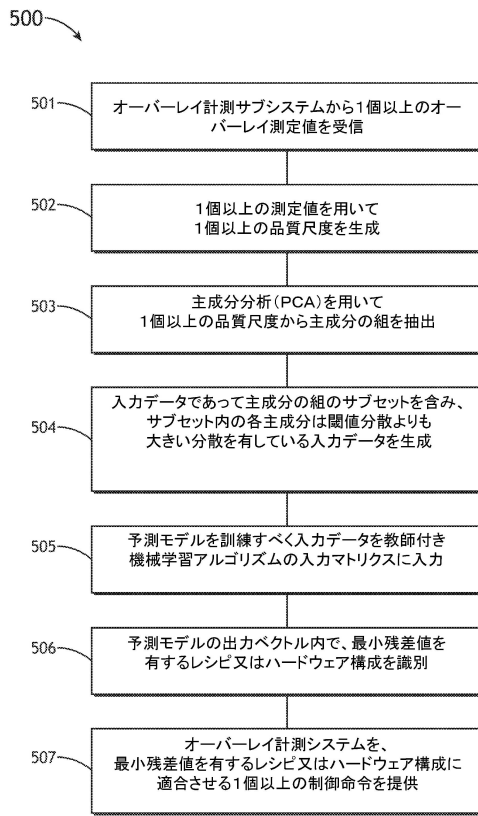 500
501
オーバーレイ計測サブシステムから1個以上のオー
バーレイ測定値を受信
502
1個以上の測定値を用いて
1個以上の品質尺度を生成
503
主成分分析(PCA)を用いて
1個以上の品質尺度から主成分の組を抽出
504
入力データであって主成分の組のサブセットを含み、
サブセット内の各主成分は閾値分散よりも
大きい分散を有している入力データを生成
505
予測モデルを訓練すべく入力データを教師付き
機械学習アルゴリズムの入力マトリクスに入力
506
予測モデルの出力ベクトル内で、最小残差値を
有するレシピ又はハードウェア構成を識別
507
オーバーレイ計測システムを、
最小残差値を有するレシピ又はハードウェア構成に
適合させる1個以上の制御命令を提供